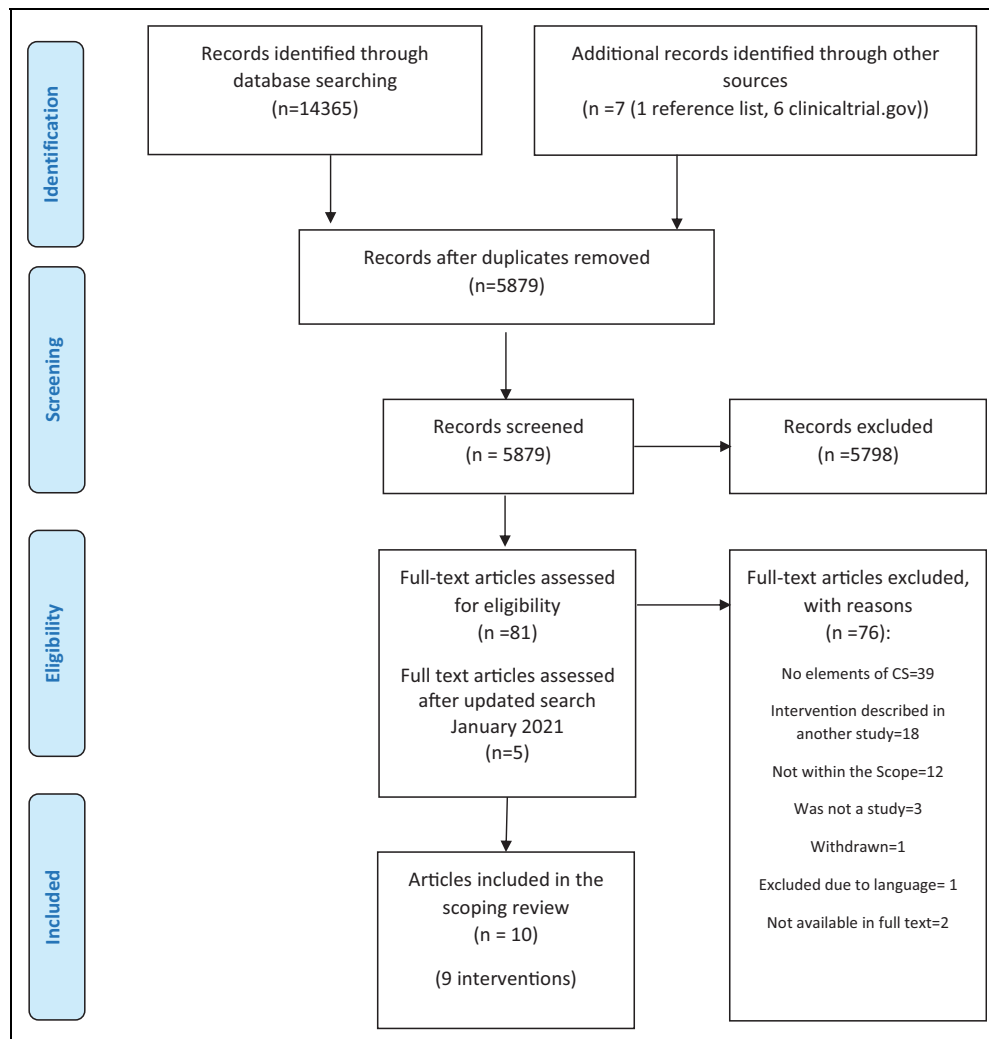 Identification
Records identified through
database searching
(n=14365)
Additional records identified through other
sources
(n =7 (1 reference list, 6 clinicaltrial.gov))
Records after duplicates removed
(n=5879)
Screening
Records screened
(n = 5879)
Records excluded
(n =5798)
Eligibility
Full-text articles assessed
for eligibility
(n =81)
Full text articles assessed
after updated search
January 2021
(n=5)
Full-text articles excluded,
with reasons
(n =76):
No elements of CS=39
Intervention described in
another study=18
Not within the Scope=12
Was not a study=3
Withdrawn=1
Excluded due to language= 1
Not available in full text=2
Included
Articles included in the
scoping review
(n = 10)
(9 interventions)